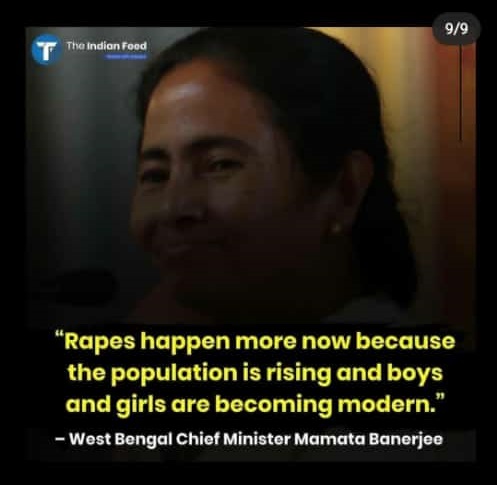 9/9
The Indian Feed
“Rapes happen more now because
the population is rising and boys
and girls are becoming modern.”
– West Bengal Chief Minister Mamata Banerjee